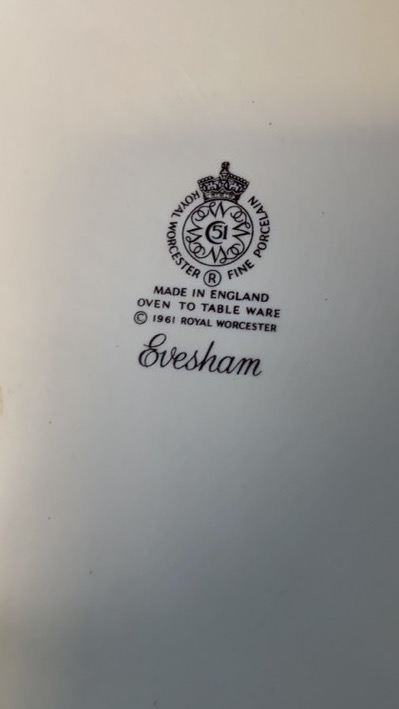 ROYAL WORCESTER ® FINE PORCELAIN
C 51
MADE IN ENGLAND
OVEN TO TABLE WARE
© 1961 ROYAL WORCESTER
Evesham